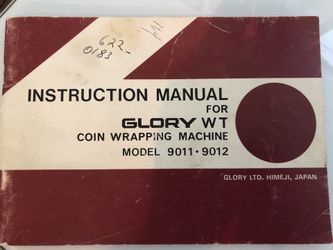 622-
0183
INSTRUCTION MANUAL
FOR
GLORY WT
COIN WRAPPING MACHINE
MODEL 9011・9012
GLORY LTD. HIMEJI, JAPAN